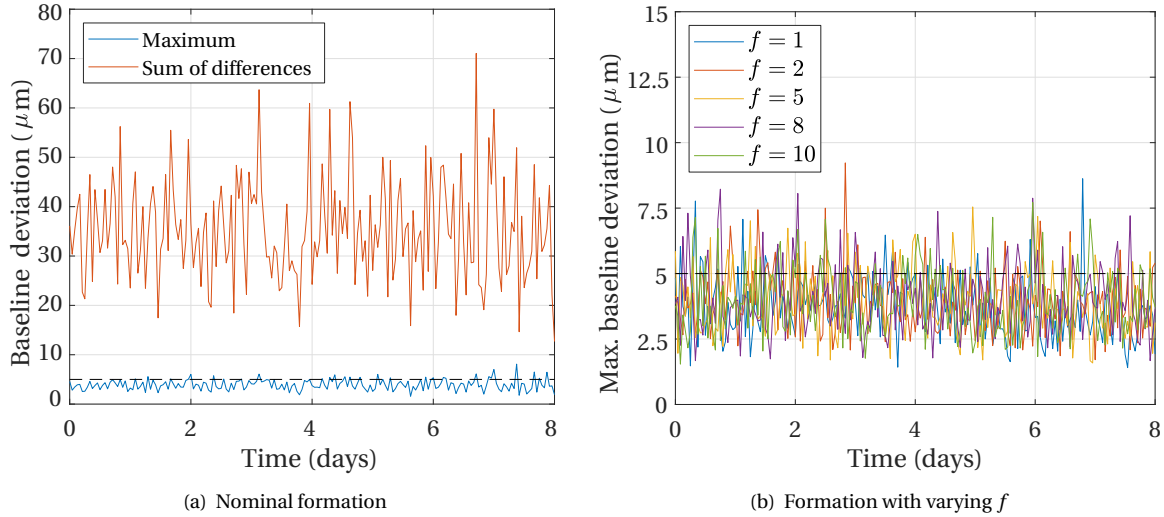 80
70
60
50
40
30
20
10
0
Baseline deviation (μm)
Maximum
Sum of differences
0 2 4 6 8
Time (days)
(a) Nominal formation
15
12.5
10
7.5
5
2.5
0
Max. baseline deviation (μm)
f = 1
f = 2
f = 5
f = 8
f = 10
0 2 4 6 8
Time (days)
(b) Formation with varying f